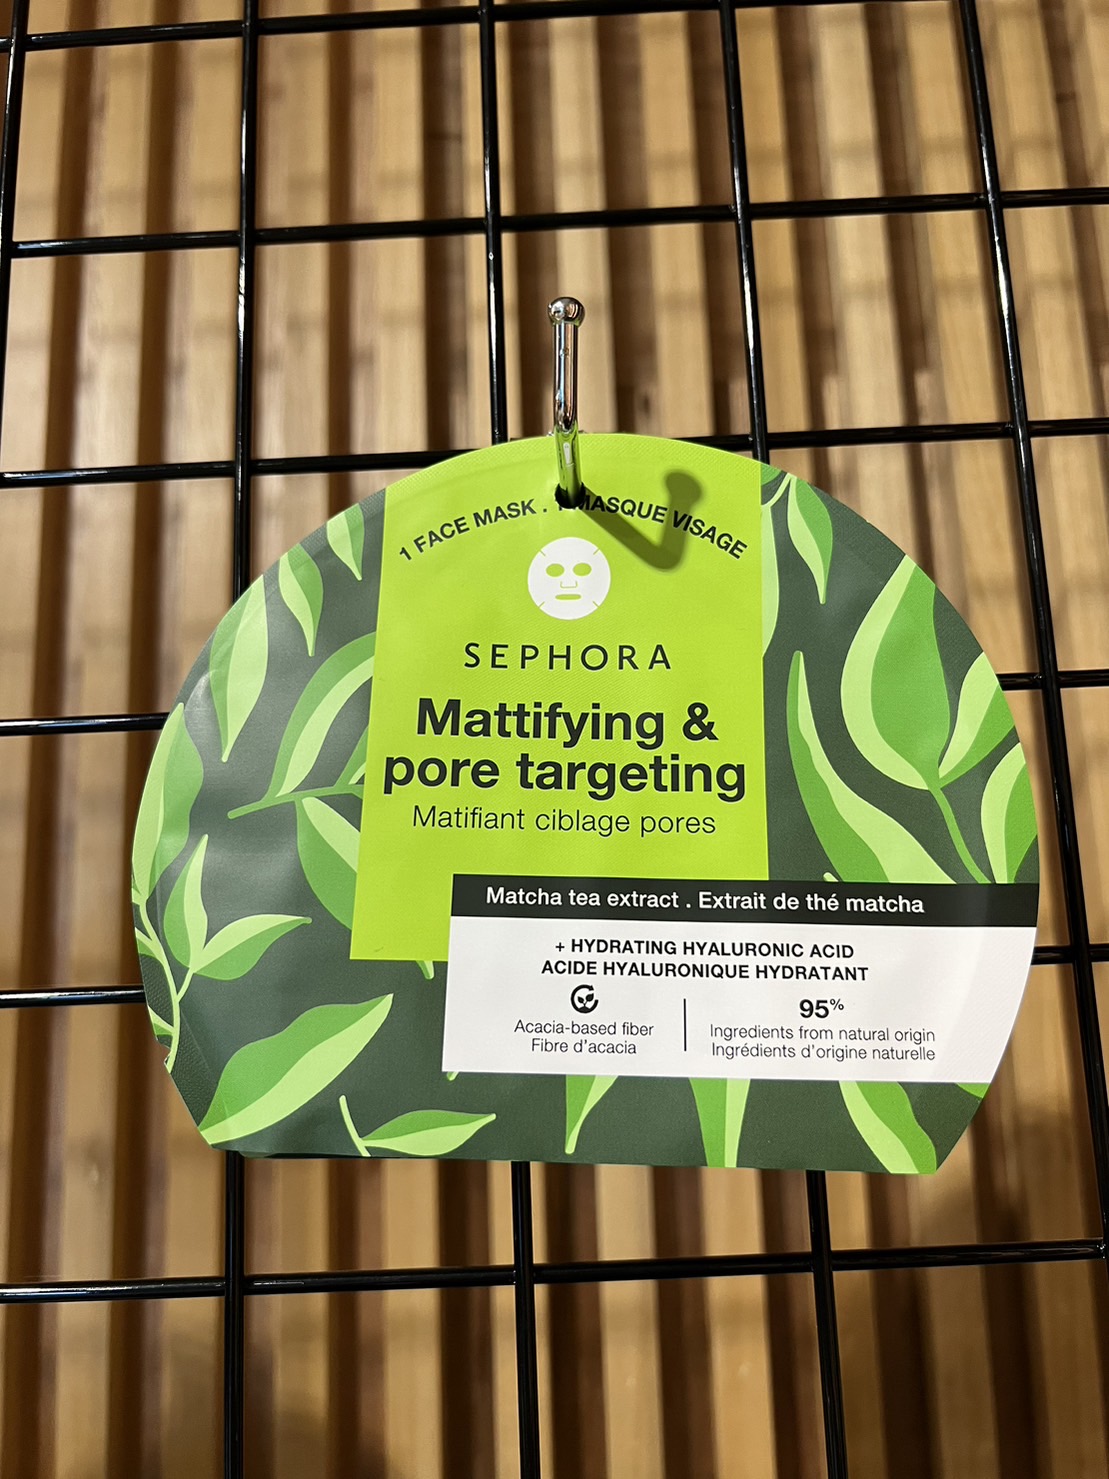 1 FACE MASK . 1 MASQUE VISAGE
SEPHORA
Mattifying &
pore targeting
Matifiant ciblage pores
Matcha tea extract . Extrait de thé matcha
+ HYDRATING HYALURONIC ACID
ACIDE HYALURONIQUE HYDRATANT
Acacia-based fiber
Fibre d'acacia
95%
Ingredients from natural origin
Ingrédients d'origine naturelle